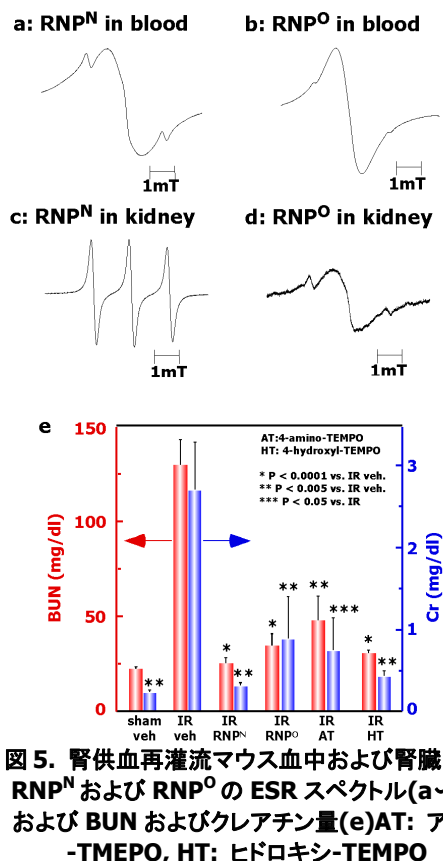 a: RNPᴺ in blood
b: RNPᴼ in blood
1mT
1mT
c: RNPᴺ in kidney
d: RNPᴼ in kidney
1mT
1mT
e
150
100
50
0
BUN (mg/dl)
AT:4-amino-TEMPO
HT: 4-hydroxyl-TEMPO
* P < 0.0001 vs. IR veh.
** P < 0.005 vs. IR veh.
*** P < 0.05 vs. IR
3
2
1
0
Cr (mg/dl)
**
*
**
*
**
**
***
*
**
sham veh
IR veh
IR RNPᴺ
IR RNPᴼ
IR AT
IR HT
図 5. 腎供血再灌流マウス血中および腎臓
RNPᴺ および RNPᴼ の ESR スペクトル(a~
および BUN およびクレアチン量(e)AT: ア
-TMEPO, HT: ヒドロキシ-TEMPO